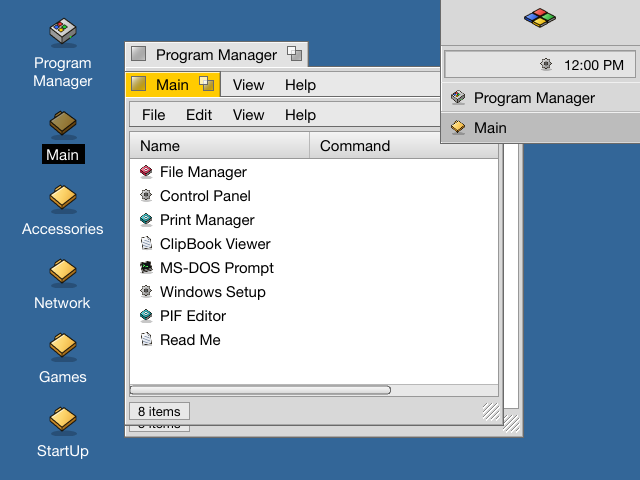 Program
Manager
Main
Accessories
Network
Games
StartUp
Program Manager
Main View Help
File Edit View Help
Name Command
File Manager
Control Panel
Print Manager
ClipBook Viewer
MS-DOS Prompt
Windows Setup
PIF Editor
Read Me
8 items
8 items
12:00 PM
Program Manager
Main